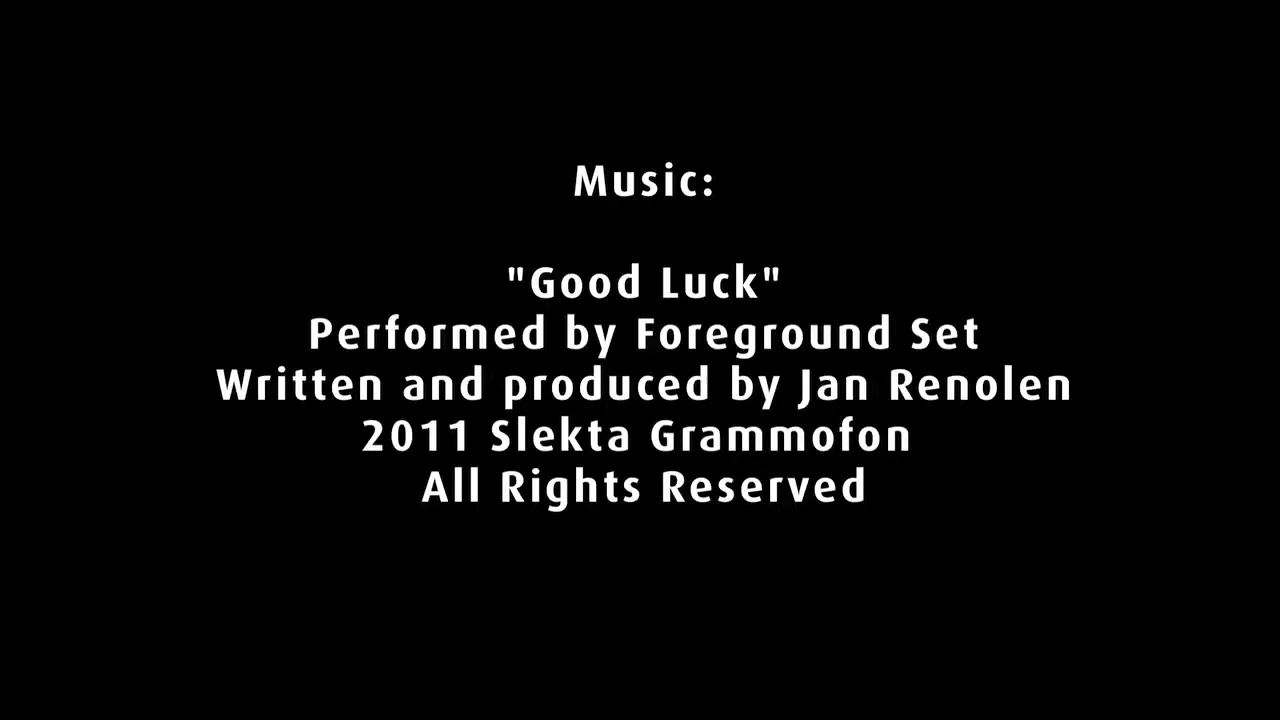 Music:
"Good Luck"
Performed by Foreground Set
Written and produced by Jan Renolen
2011 Slekta Grammofon
All Rights Reserved